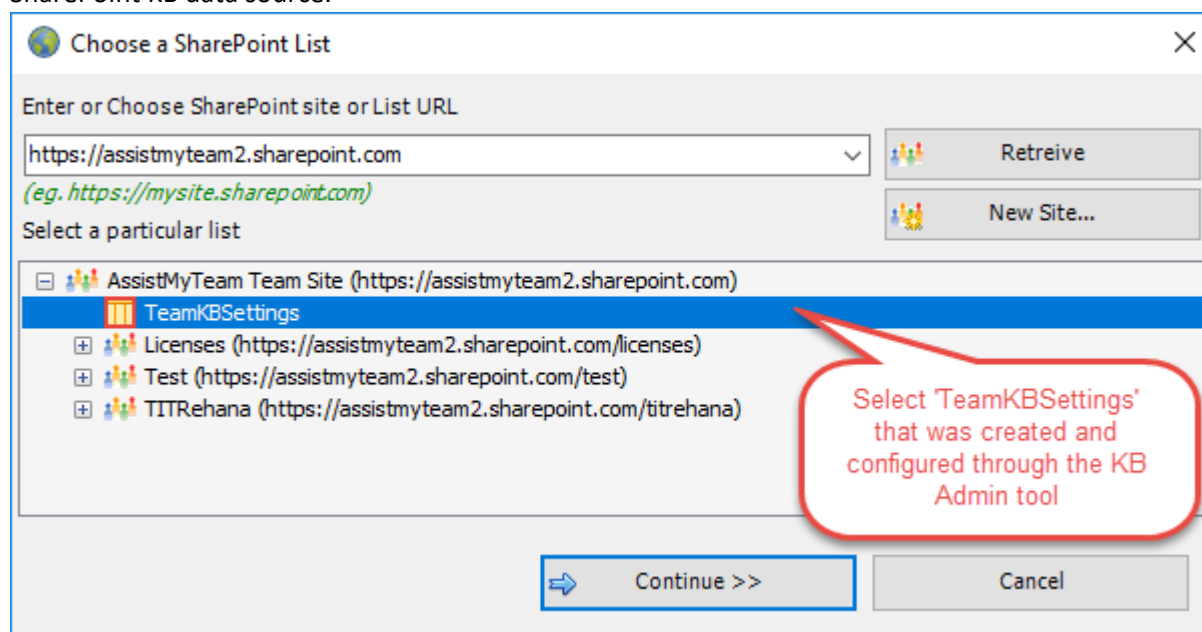 SharePoint KB data source.
Choose a SharePoint List
Enter or Choose SharePoint site or List URL
https://assistmyteam2.sharepoint.com
Retreive
(eg. https://mysite.sharepoint.com)
New Site...
Select a particular list
AssistMyTeam Team Site (https://assistmyteam2.sharepoint.com)
TeamKBSettings
Licenses (https://assistmyteam2.sharepoint.com/licenses)
Test (https://assistmyteam2.sharepoint.com/test)
TITRehana (https://assistmyteam2.sharepoint.com/titrehana)
Select 'TeamKBSettings'
that was created and
configured through the KB
Admin tool
Continue >>
Cancel